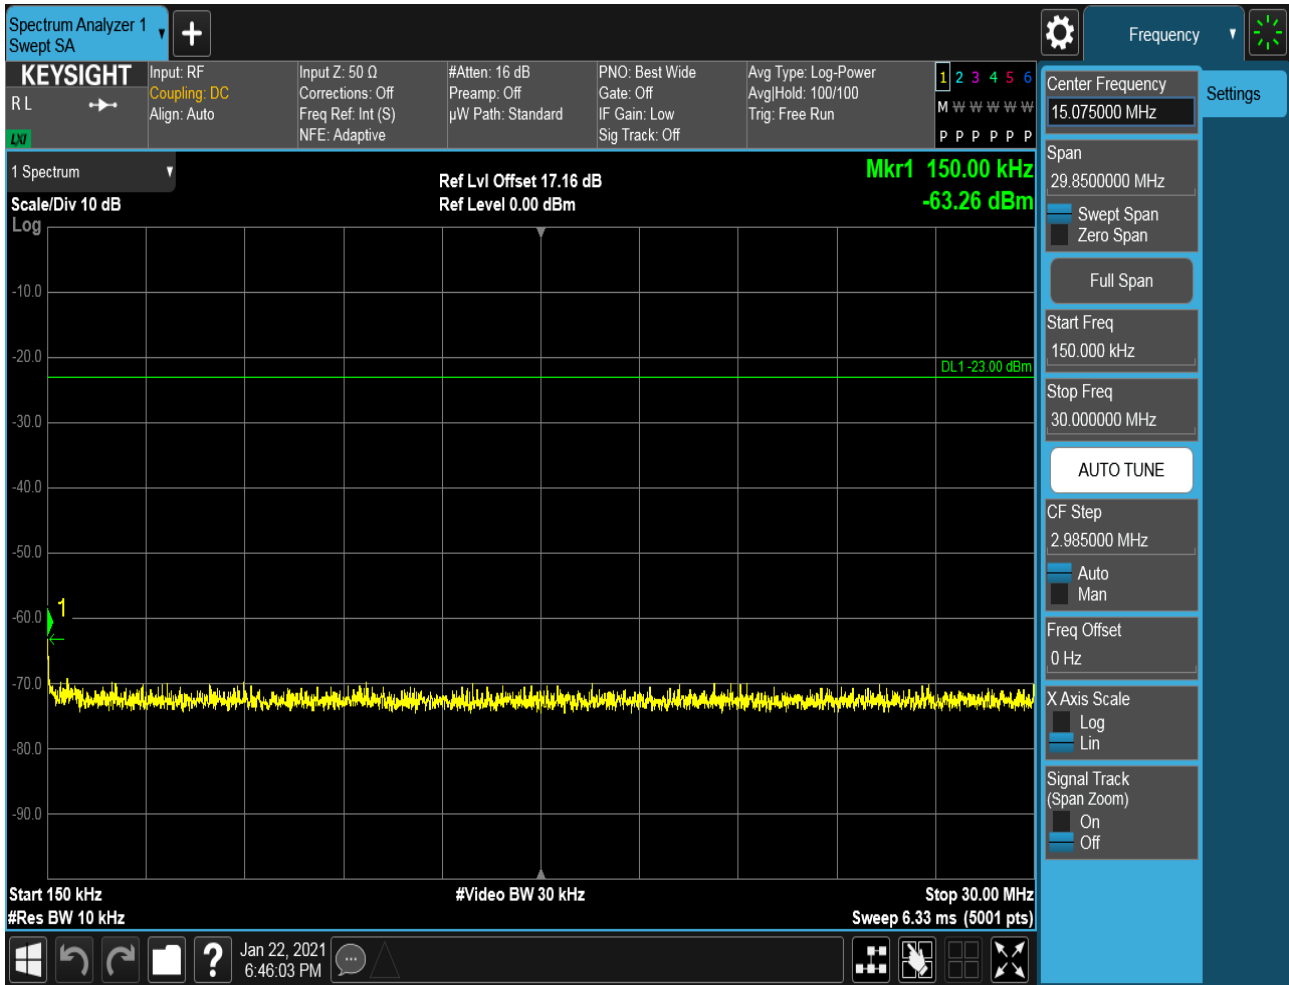 Spectrum Analyzer 1
Swept SA
Frequency
KEYSIGHT
R L
LXI
Input: RF
Coupling: DC
Align: Auto
Input Z: 50 Ω
Corrections: Off
Freq Ref: Int (S)
NFE: Adaptive
#Atten: 16 dB
Preamp: Off
µW Path: Standard
PNO: Best Wide
Gate: Off
IF Gain: Low
Sig Track: Off
Avg Type: Log-Power
Avg|Hold: 100/100
Trig: Free Run
1 2 3 4 5 6
M W W W W W
P P P P P P
Center Frequency
15.075000 MHz
Settings
1 Spectrum
Scale/Div 10 dB
Log
Ref Lvl Offset 17.16 dB
Ref Level 0.00 dBm
Mkr1 150.00 kHz
-63.26 dBm
-10.0
-20.0
-30.0
-40.0
-50.0
-60.0
-70.0
-80.0
-90.0
DL1 -23.00 dBm
1
Start 150 kHz
#Res BW 10 kHz
#Video BW 30 kHz
Stop 30.00 MHz
Sweep 6.33 ms (5001 pts)
Span
29.8500000 MHz
Swept Span
Zero Span
Full Span
Start Freq
150.000 kHz
Stop Freq
30.000000 MHz
AUTO TUNE
CF Step
2.985000 MHz
Auto
Man
Freq Offset
0 Hz
X Axis Scale
Log
Lin
Signal Track
(Span Zoom)
On
Off
?
Jan 22, 2021
6:46:03 PM